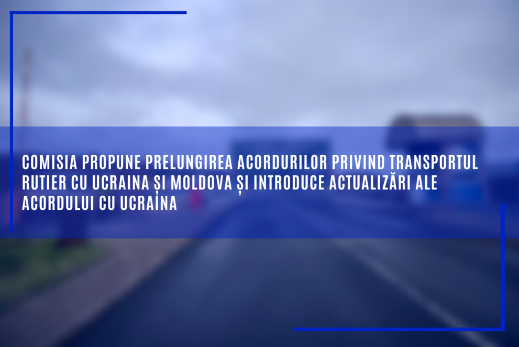 COMISIA PROPUNE PRELUNGIREA ACORDURILOR PRIVIND TRANSPORTUL
RUTIER CU UCRAINA ȘI MOLDOVA ȘI INTRODUCE ACTUALIZĂRI ALE
ACORDULUI CU UCRAINA